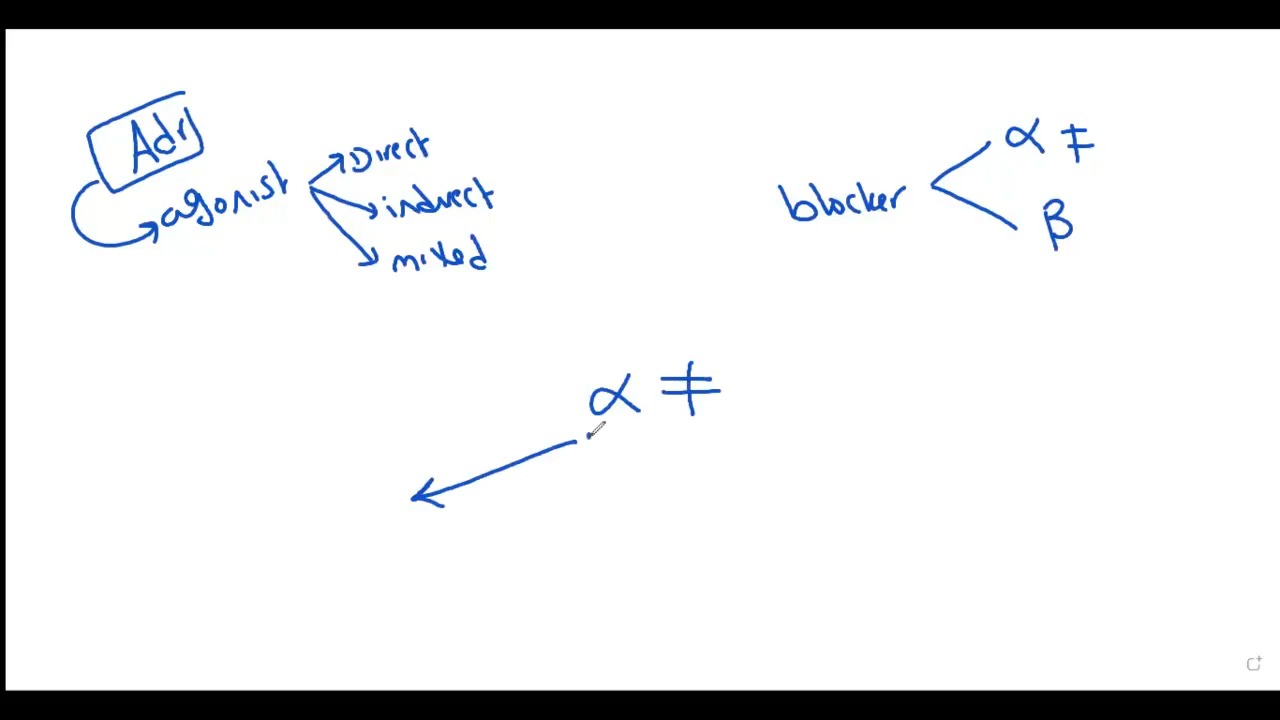 Adr
agonist
Direct
indirect
mixed
blocker
α ‡
β
α ‡